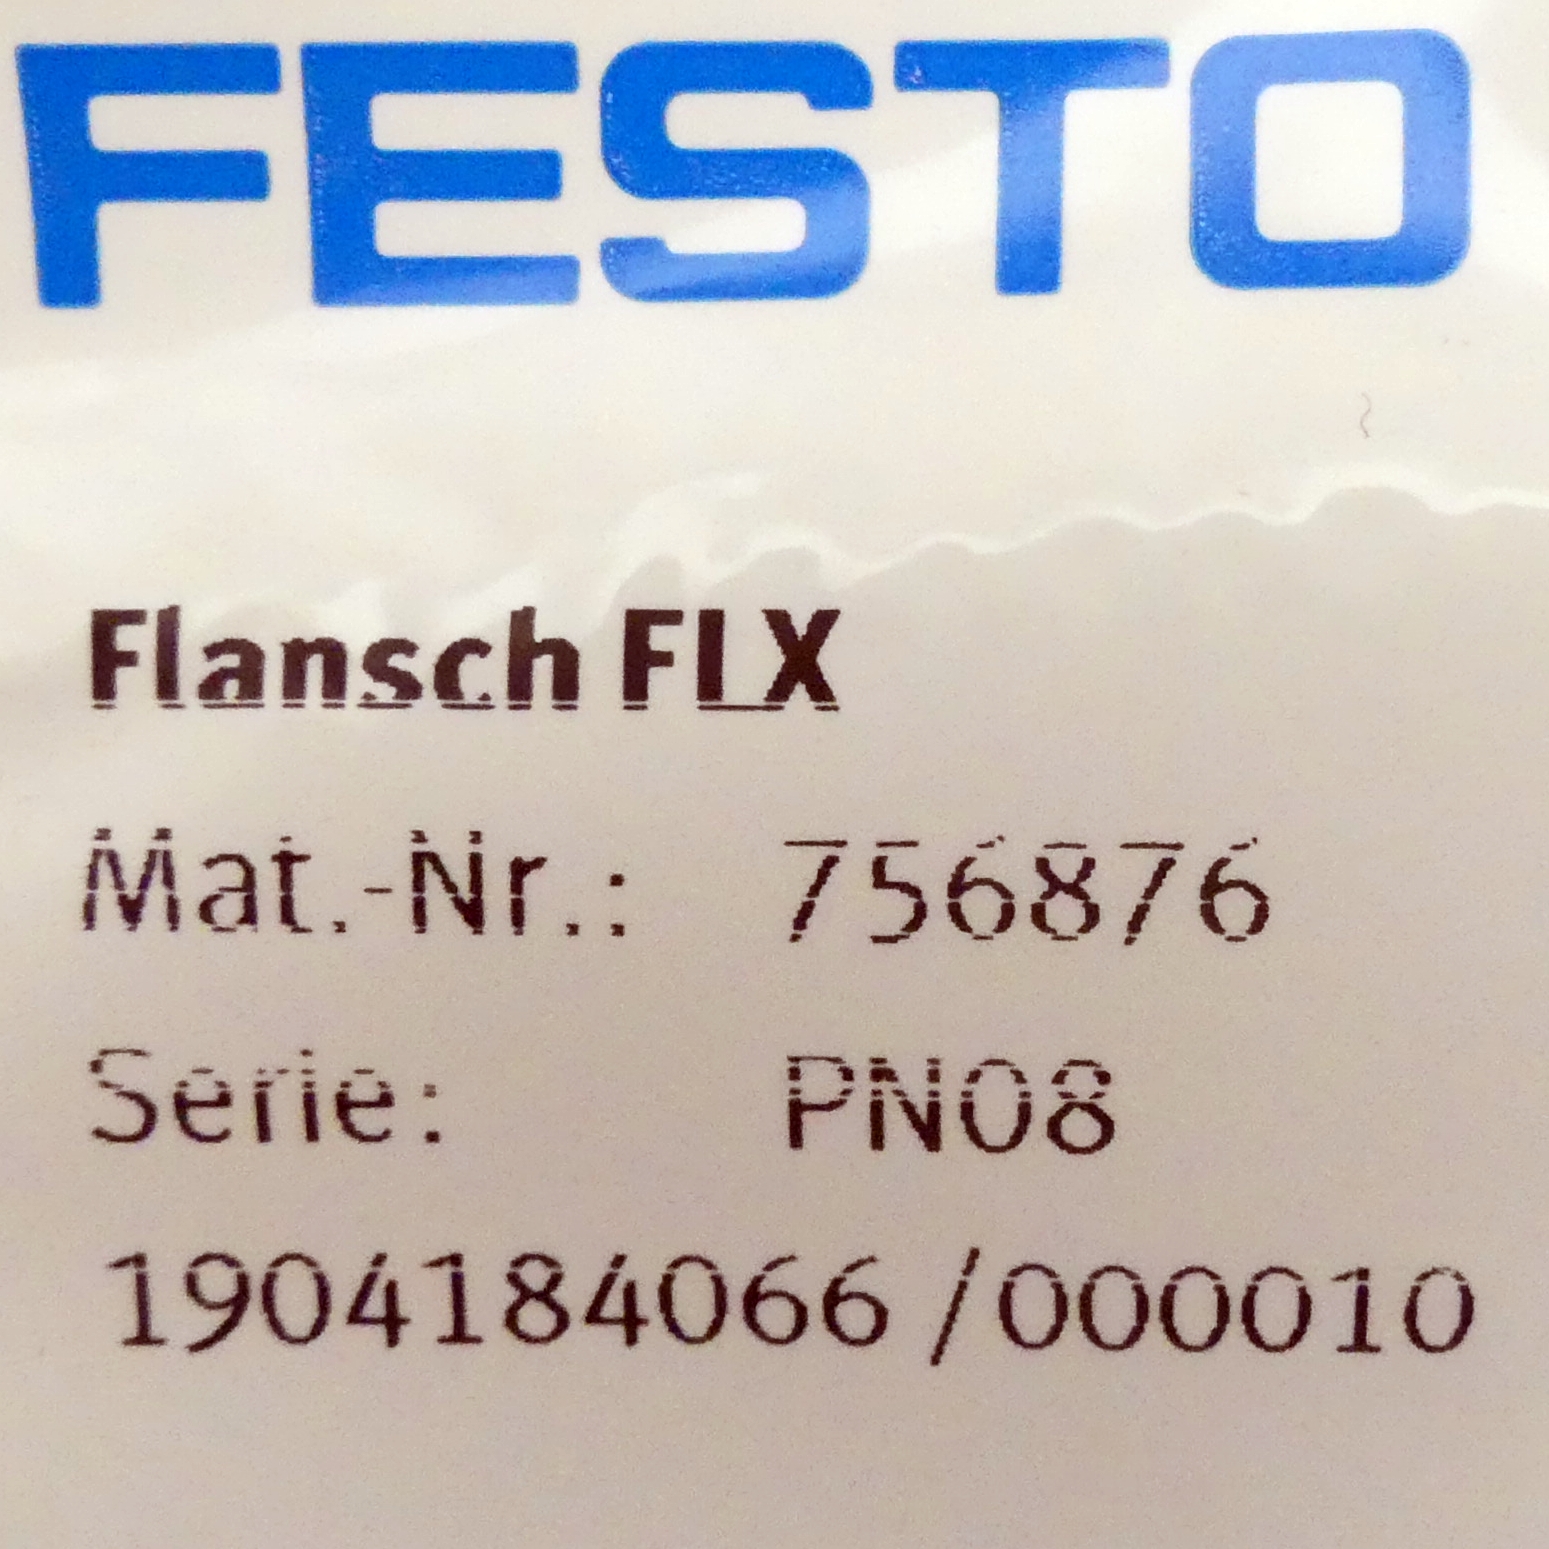 FESTO
Flansch FLX
Mat.-Nr.: 756876
Serie: PN08
1904184066 /000010